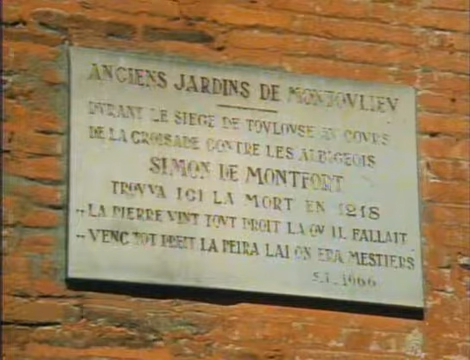 ANCIENS JARDINS DE MONTOVLIEV
DVRANT LE SIEGE DE TOVLOVSE AV COVRS
DE LA CROISADE CONTRE LES ALBIGEOIS
SIMON DE MONTFORT
TROVVA ICI LA MORT EN 1218
-LA PIERRE VINT TOVT DROIT LA OV IL FALLAIT.
-VENC TOT DREIT LA PEIRA LAI ON ERA MESTIERS
S.I. 1966